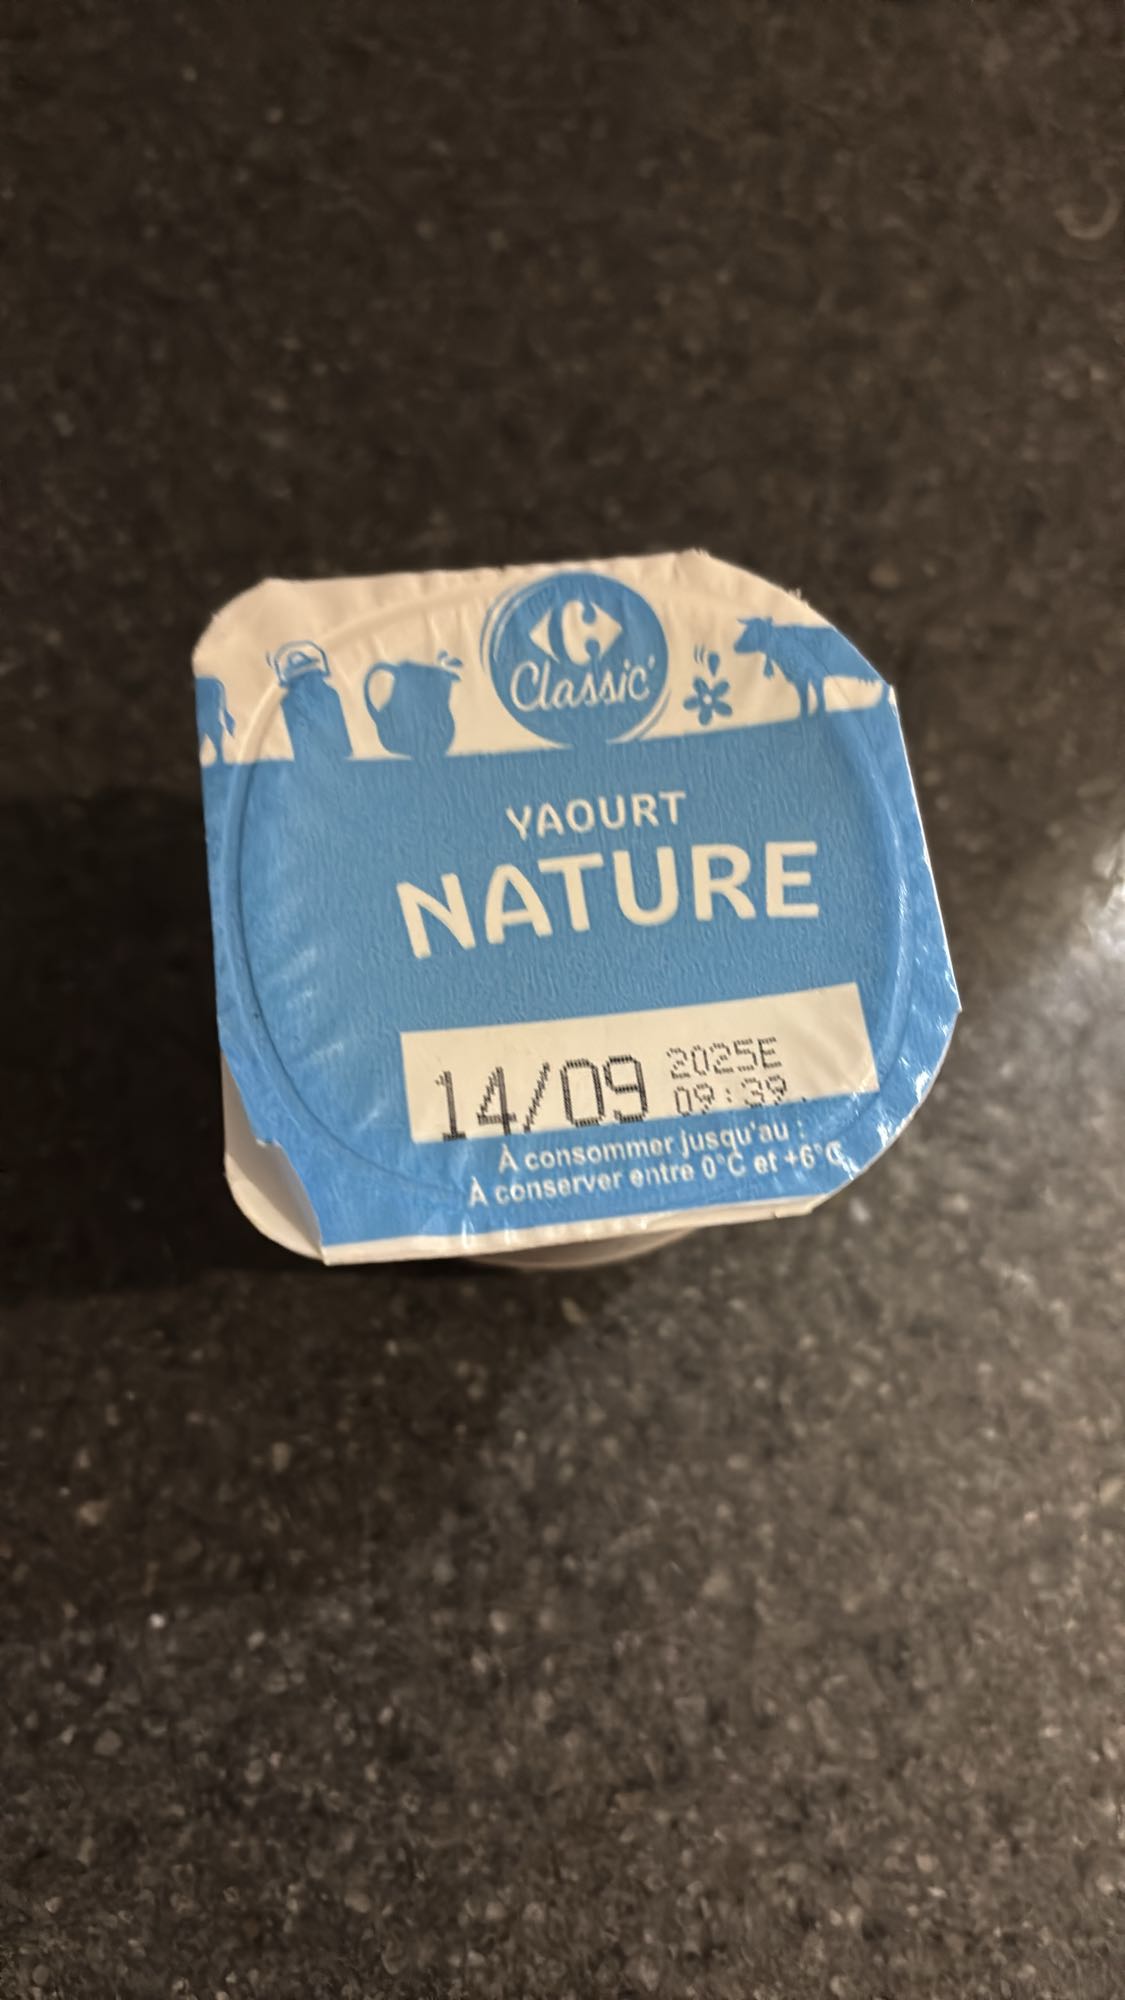 Classic'
YAOURT
NATURE
14/09 2025E
09:39
À consommer jusqu'au :
À conserver entre 0°C et +6°C